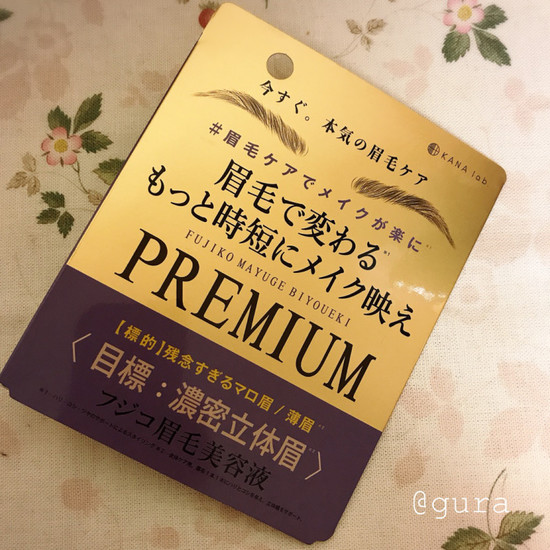 今すぐ。本気の眉毛ケア
KANA lab
#眉毛ケアでメイクが楽に
眉毛で変わる
もっと時短にメイク映え
FUJIKO MAYUGE BIYOUEKI
PREMIUM
【標的】残念すぎるマロ眉/薄眉
〈目標:濃密立体眉〉
フジコ眉毛美容液
@gura